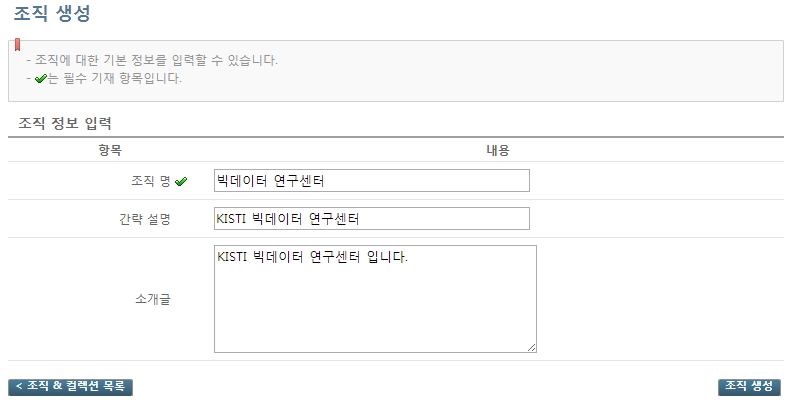 조직 생성
- 조직에 대한 기본 정보를 입력할 수 있습니다.
- ✔는 필수 기재 항목입니다.
조직 정보 입력
항목 내용
조직 명 ✔ 빅데이터 연구센터
간략 설명 KISTI 빅데이터 연구센터
소개글 KISTI 빅데이터 연구센터 입니다.
< 조직 & 컬렉션 목록 조직 생성